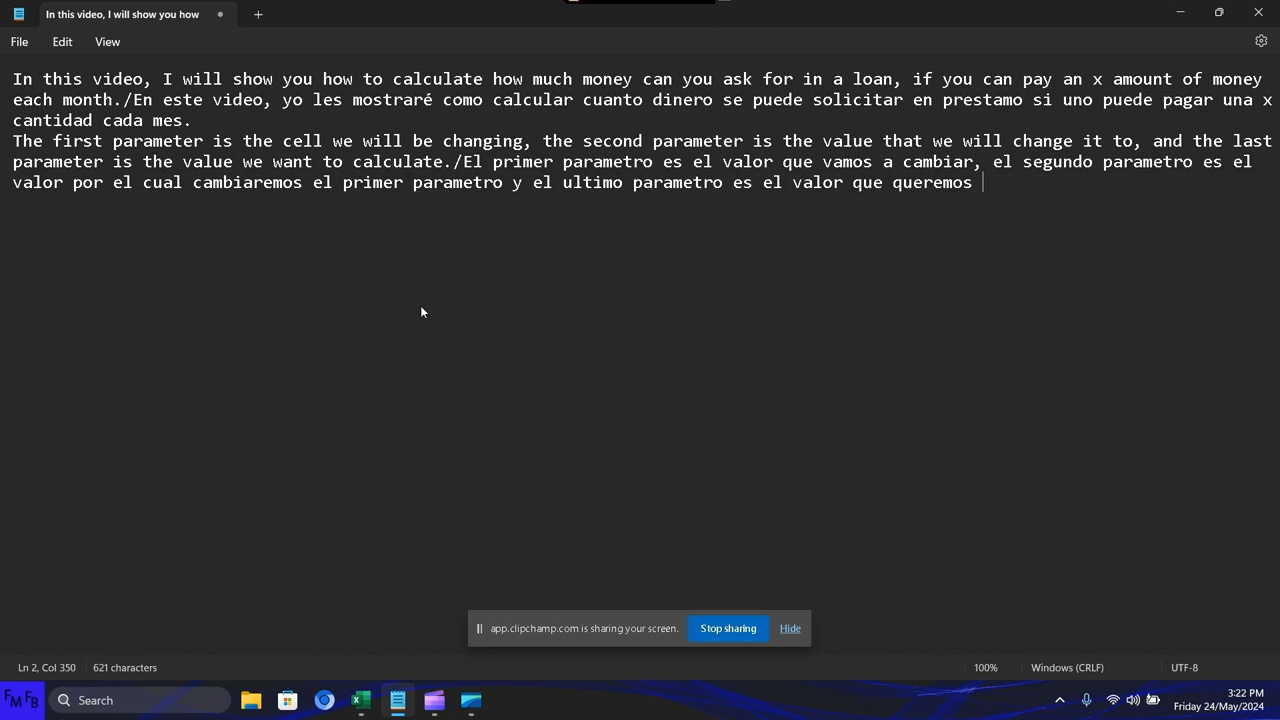 In this video, I will show you how
File
Edit
View
In this video, I will show you how to calculate how much money can you ask for in a loan, if you can pay an x amount of money
each month./En este video, yo les mostraré como calcular cuanto dinero se puede solicitar en prestamo si uno puede pagar una x
cantidad cada mes.
The first parameter is the cell we will be changing, the second parameter is the value that we will change it to, and the last
parameter is the value we want to calculate./El primer parametro es el valor que vamos a cambiar, el segundo parametro es el
valor por el cual cambiaremos el primer parametro y el ultimo parametro es el valor que queremos
app.clipchamp.com is sharing your screen.
Stop sharing
Hide
Ln 2, Col 350
621 characters
100%
Windows (CRLF)
UTF-8
FM FB
Search
3:22 PM
Friday 24/May/2024